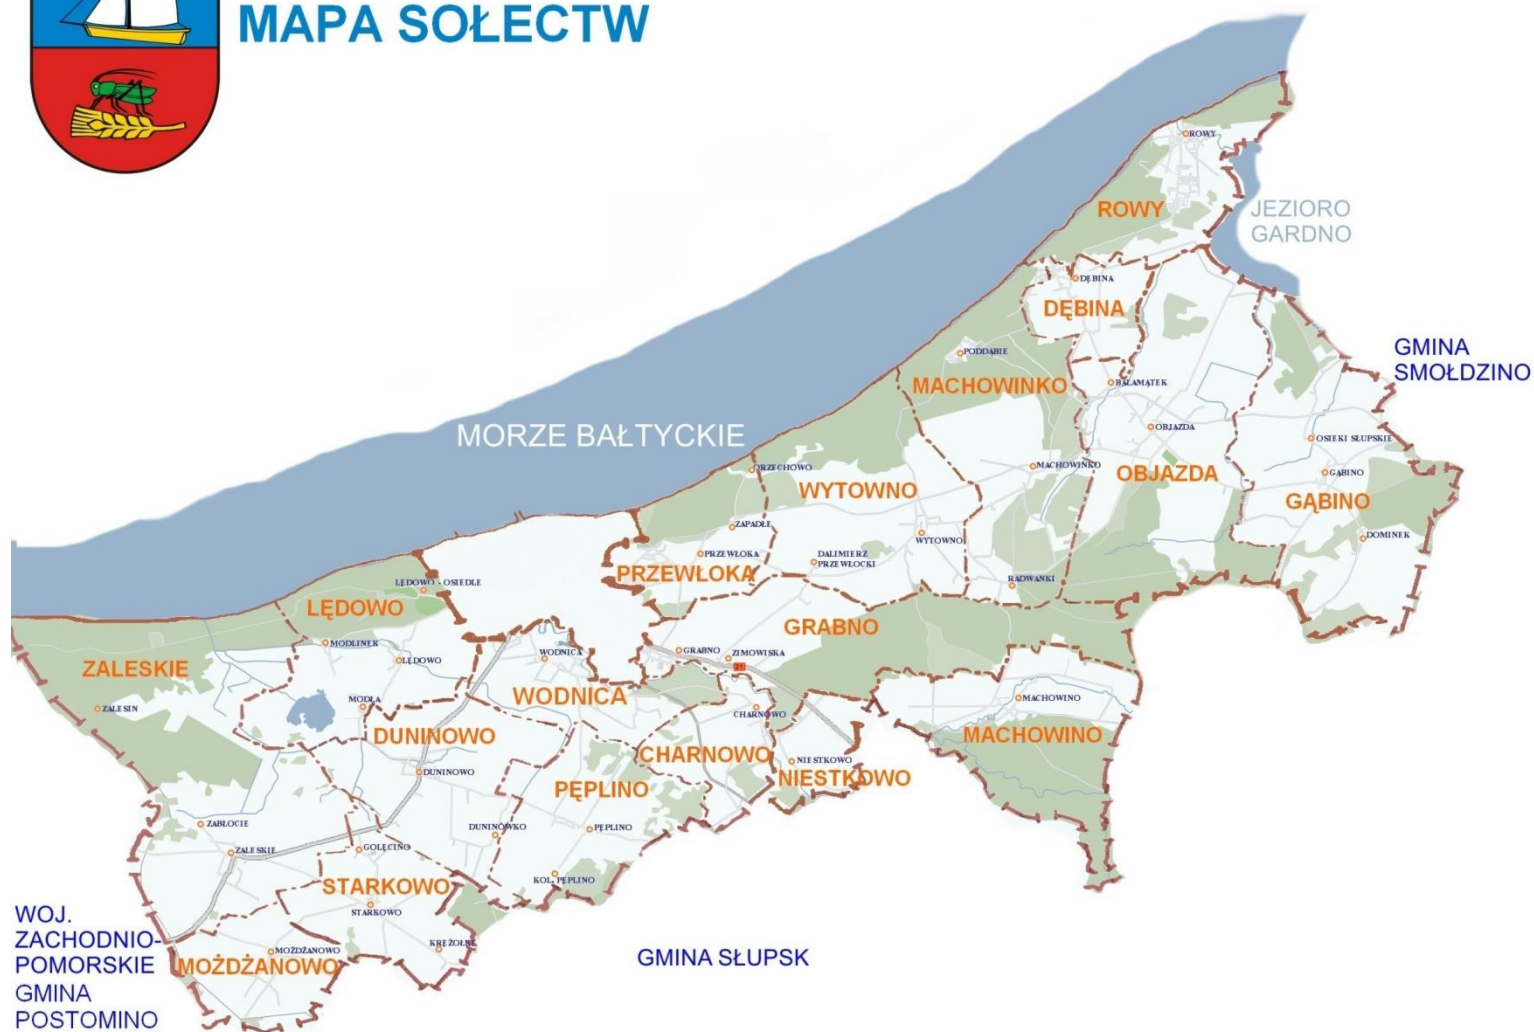 MAPA SOŁECTW
ROWY
ROWY
JEZIORO
GARDNO
DĘBINA
DĘBINA
GMINA
SMOŁDZINO
PODDĄBIE
MACHOWINKO
BAŁAMĄTEK
OBJAZDA
MORZE BAŁTYCKIE
OSIEKI SŁUPSKIE
ORZECHOWO
MACHOWINKO
OBJAZDA
GĄBINO
WYTOWNO
GĄBINO
ZAPADŁE
WYTOWNO
DOMINEK
PRZEWŁOKA
DALIMIERZ
PRZEWŁOCKI
PRZEWŁOKA
RADWANKI
LĘDOWO - OSIEDLE
LĘDOWO
GRABNO
MODLINEK
GRABNO
ZIMOWISKA
WODNICA
LĘDOWO
ZALESKIE
21
WODNICA
MACHOWINO
ZALESIN
MODŁA
CHARNOWO
DUNINOWO
MACHOWINO
CHARNOWO
NIESTKOWO
DUNINOWO
NIESTKOWO
PĘPLINO
ZABŁOCIE
DUNINÓWKO
PĘPLINO
ZALESKIE
GOLĘCINO
KOL. PĘPLINO
STARKOWO
STARKOWO
WOJ.
ZACHODNIO-
POMORSKIE
GMINA
POSTOMINO
KRĘŻOŁKI
MOŻDŻANOWO
MOŻDŻANOWO
GMINA SŁUPSK